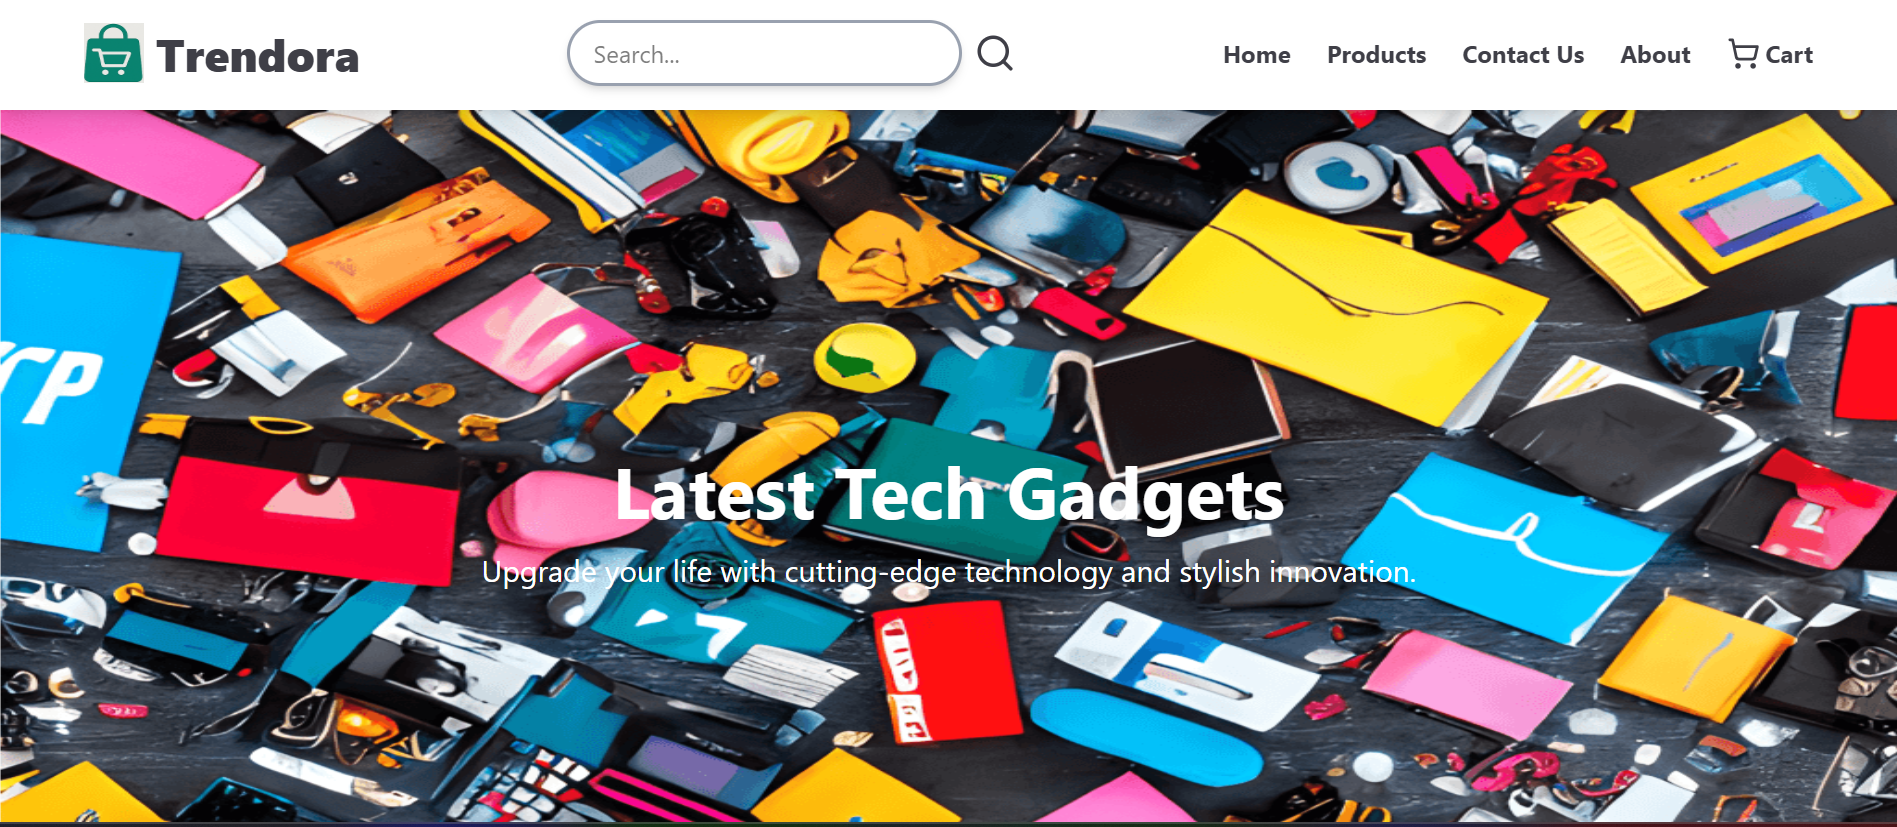 Trendora
Search...
Home
Products
Contact Us
About
Cart
Latest Tech Gadgets
Upgrade your life with cutting-edge technology and stylish innovation.